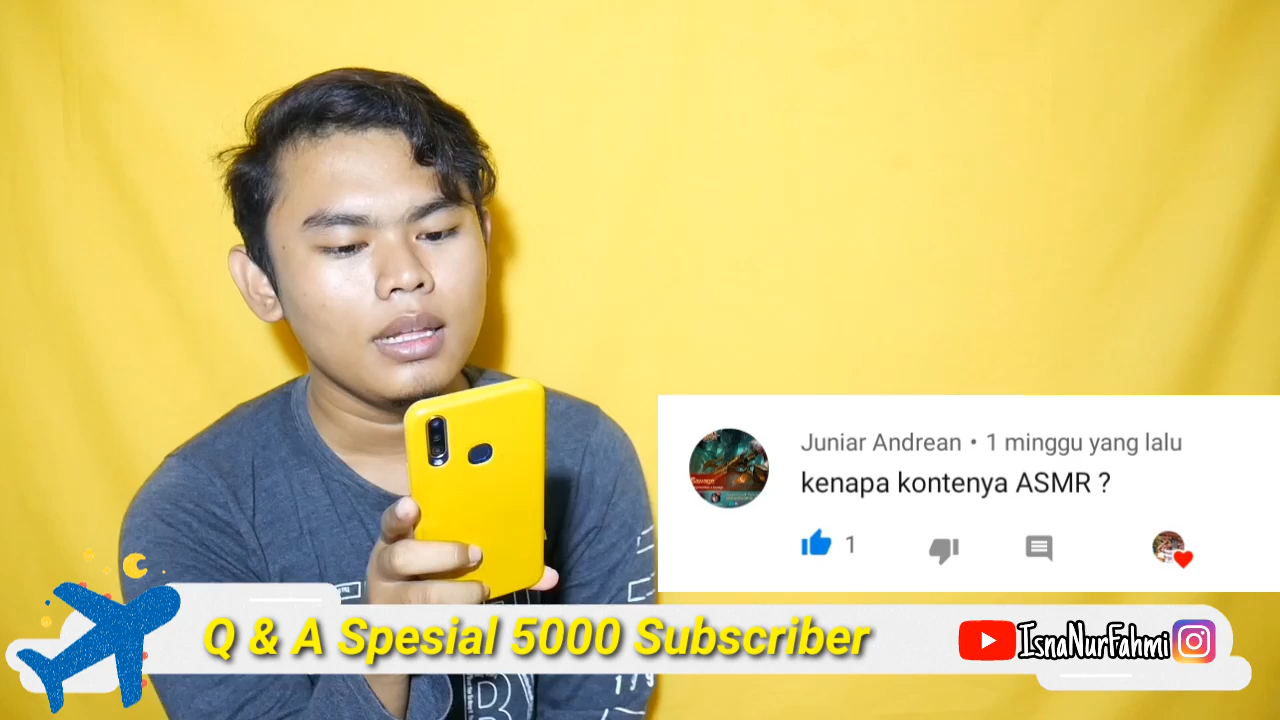 Juniar Andrean • 1 minggu yang lalu
kenapa kontenya ASMR ?
1
Q & A Spesial 5000 Subscriber
IsnaNurFahmi